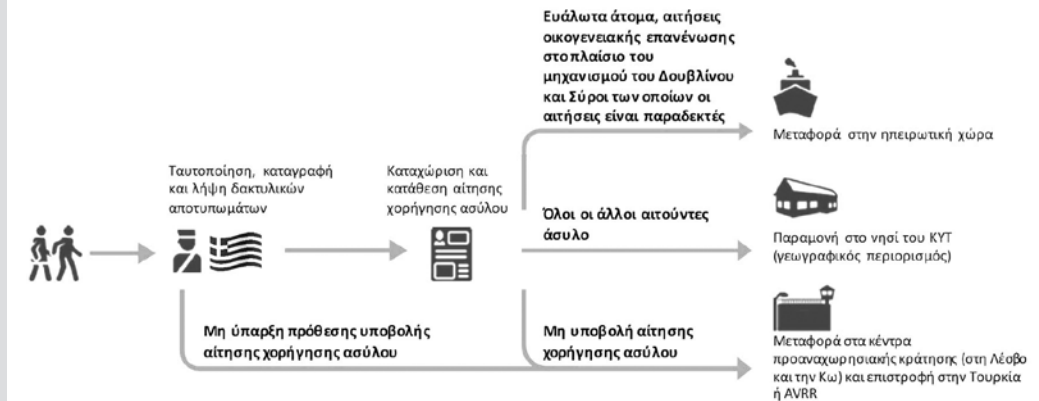 Ευάλωτα άτομα, αιτήσεις
οικογενειακής επανένωσης
στο πλαίσιο του
μηχανισμού του Δουβλίνου
και Σύροι των οποίων οι
αιτήσεις είναι παραδεκτές
Μεταφορά στην ηπειρωτική χώρα
Ταυτοποίηση, καταγραφή
και λήψη δακτυλικών
αποτυπωμάτων
Καταχώριση και
κατάθεση αίτησης
χορήγησης ασύλου
Όλοι οι άλλοι αιτούντες
άσυλο
Παραμονή στο νησί του ΚΥΤ
(γεωγραφικός περιορισμός)
Μη ύπαρξη πρόθεσης υποβολής
αίτησης χορήγησης ασύλου
Μη υποβολή αίτησης
χορήγησης ασύλου
Μεταφορά στα κέντρα
προαναχωρησιακής κράτησης (στη Λέσβο
και την Κω) και επιστροφή στην Τουρκία
ή AVRR